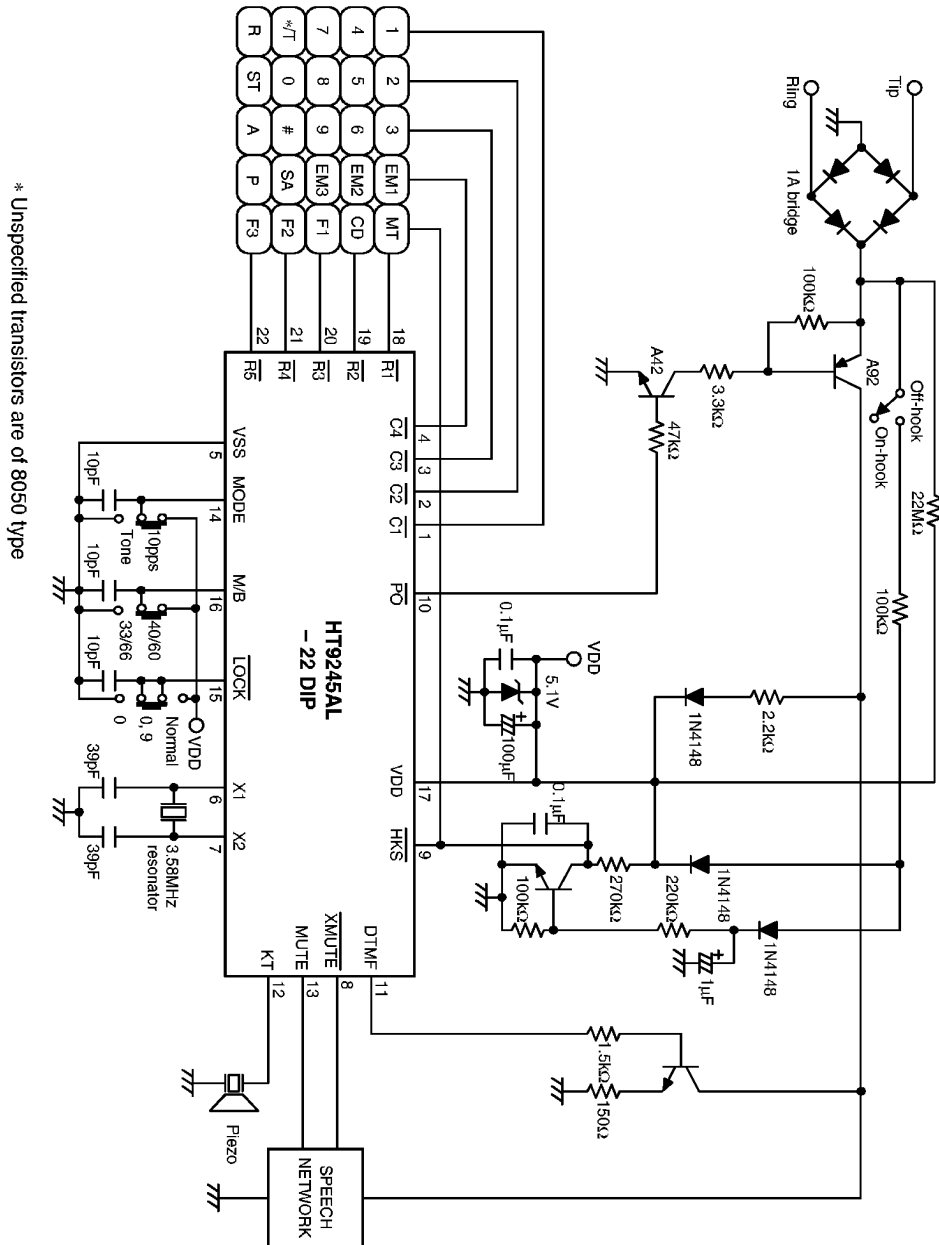 Tip
Ring
1A bridge
100kΩ
A92
Off-hook
On-hook
22MΩ
100kΩ
A42
3.3kΩ
47kΩ
1 2 3 EM1 MT
4 5 6 EM2 CD
7 8 9 EM3 F1
*/T 0 # SA F2
R ST A P F3
18 19 20 21 22
R1 R2 R3 R4 R5
C4 C3 C2 C1
4 3 2 1
PO
10
VDD
5.1V
0.1μF
100μF
2.2kΩ
1N4148
VDD
17
0.1μF
HKS
9
270kΩ
100kΩ
220kΩ
1N4148
1N4148
1μF
HT9245AL
– 22 DIP
VSS
5
MODE
14
M/B
16
LOCK
15
10pF
10pps
Tone
10pF
40/60
33/66
10pF
Normal
0, 9
0
VDD
X1
6
X2
7
39pF
39pF
3.58MHz
resonator
DTMF
11
XMUTE
8
MUTE
13
KT
12
1.5kΩ
150Ω
Piezo
SPEECH
NETWORK
* Unspecified transistors are of 8050 type